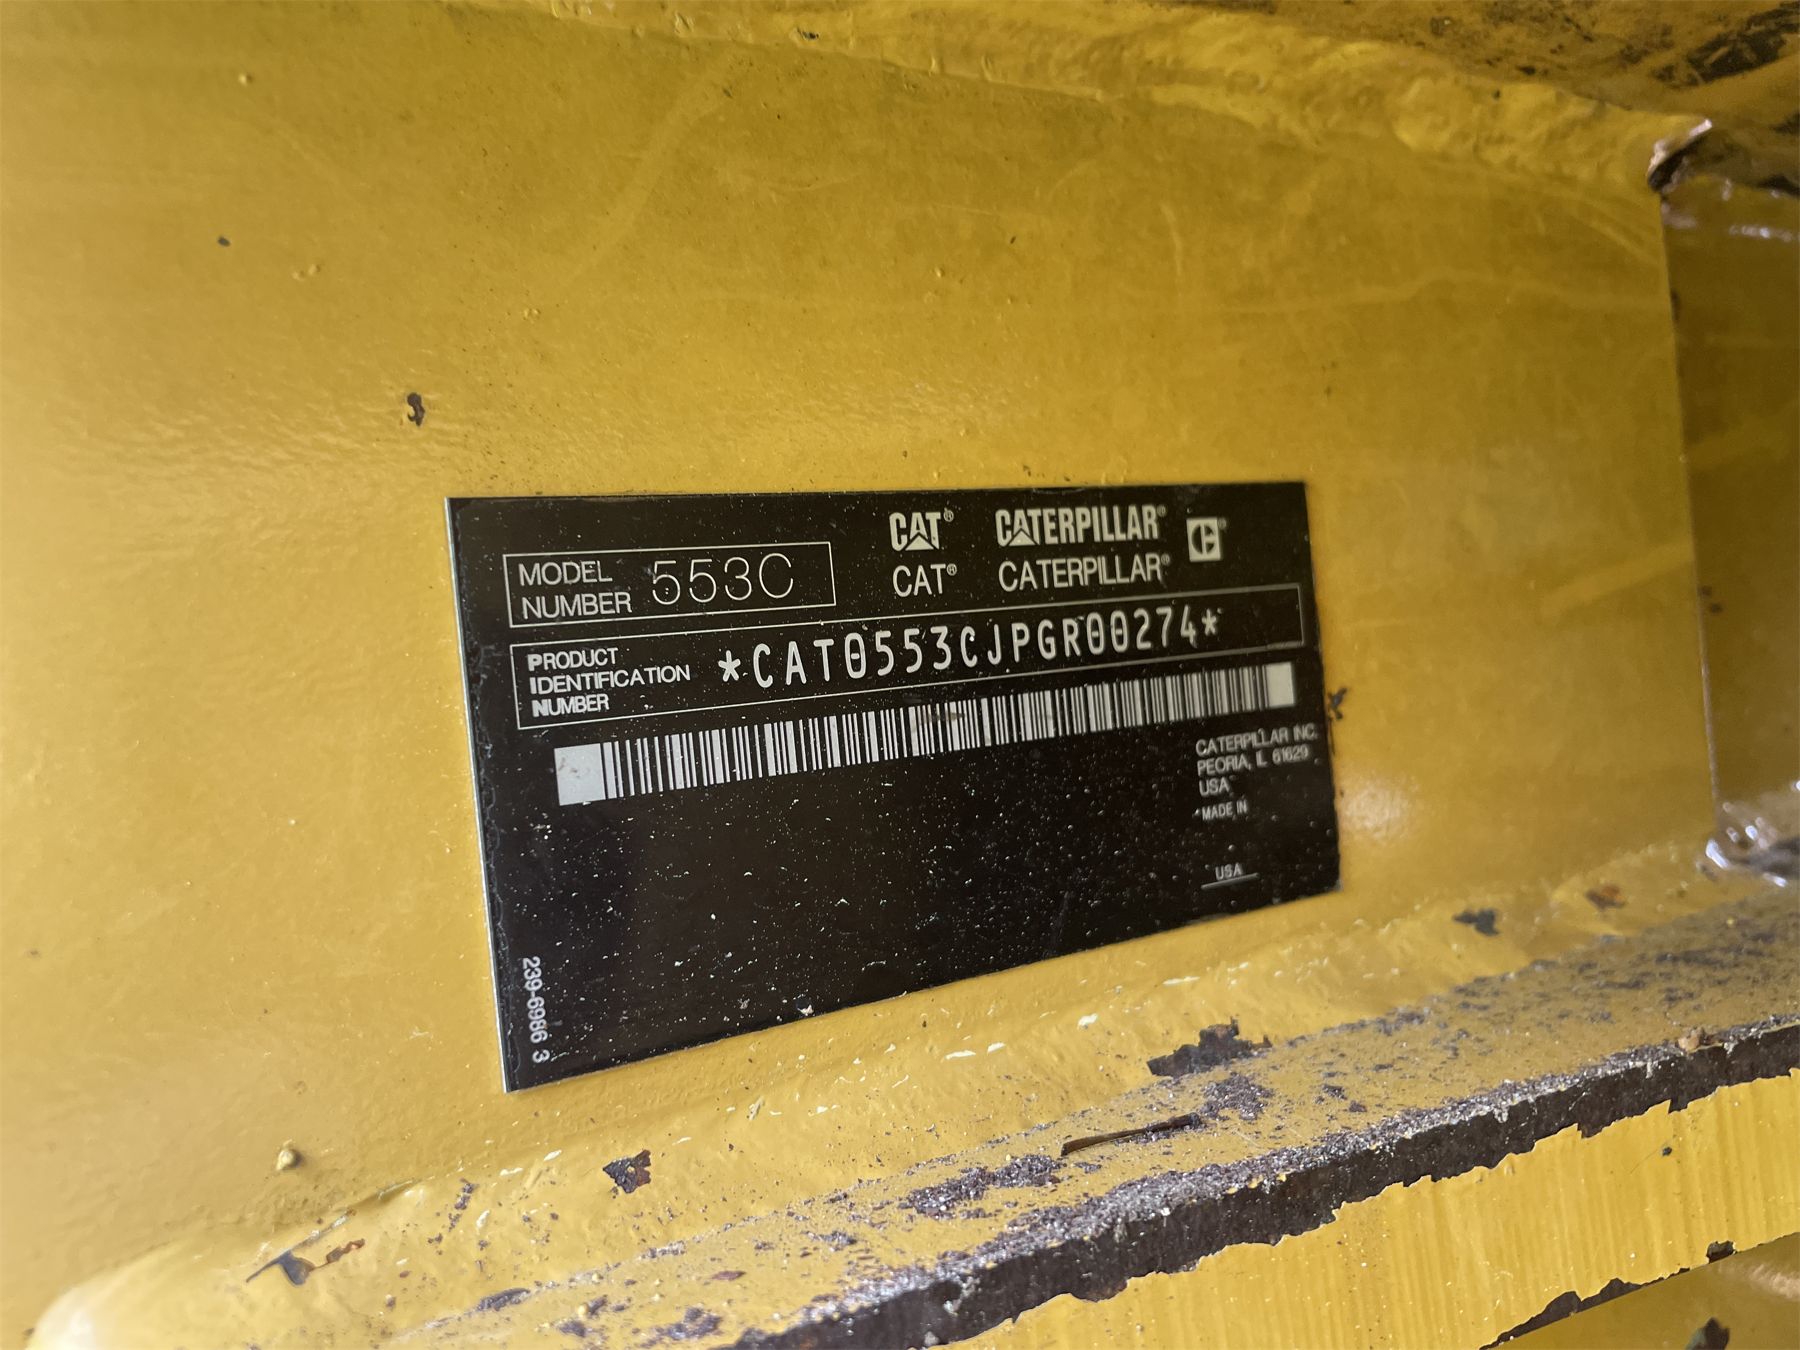 CAT® CATERPILLAR®
CAT® CATERPILLAR®
MODEL NUMBER 553C
PRODUCT IDENTIFICATION NUMBER *CAT0553CJPGR00274*
CATERPILLAR INC.
PEORIA, IL 61629
USA
MADE IN
USA
239-6986 3